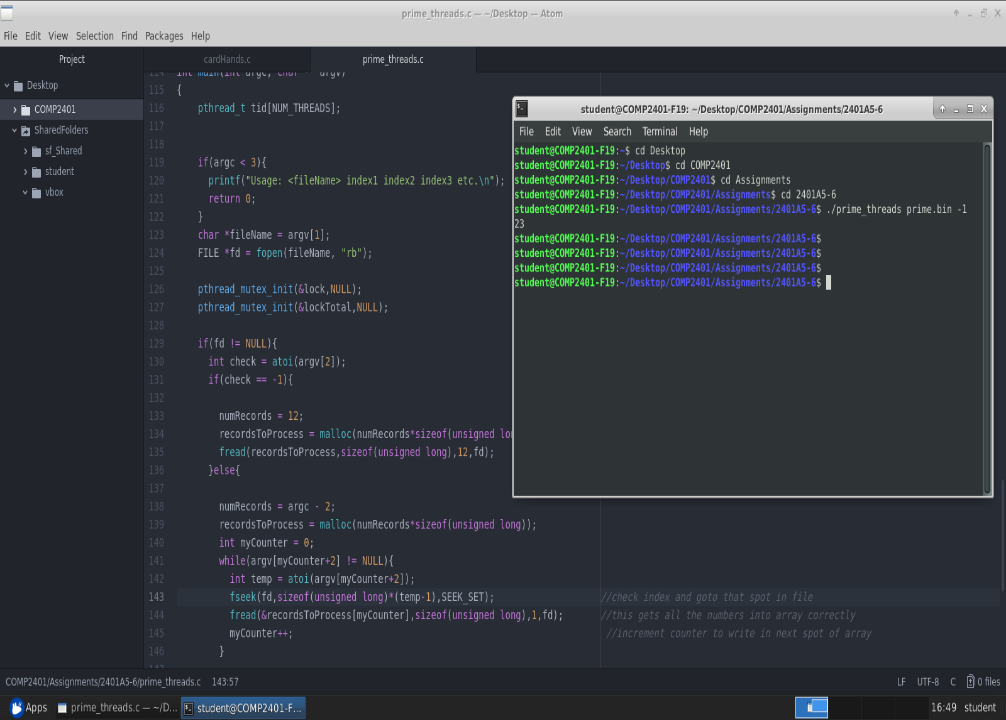 prime_threads.c — ~/Desktop — Atom
File Edit View Selection Find Packages Help
Project
cardHands.c
prime_threads.c
Desktop
COMP2401
SharedFolders
sf_Shared
student
vbox
114 int main(int argc, char
argv)
115 {
116 pthread_t tid[NUM_THREADS];
117
118
119 if(argc < 3){
120 printf("Usage: <fileName> index1 index2 index3 etc.\n");
121 return 0;
122 }
123 char *fileName = argv[1];
124 FILE *fd = fopen(fileName, "rb");
125
126 pthread_mutex_init(&lock,NULL);
127 pthread_mutex_init(&lockTotal,NULL);
128
129 if(fd != NULL){
130 int check = atoi(argv[2]);
131 if(check == -1){
132
133 numRecords = 12;
134 recordsToProcess = malloc(numRecords*sizeof(unsigned lo
135 fread(recordsToProcess,sizeof(unsigned long),12,fd);
136 }else{
137
138 numRecords = argc - 2;
139 recordsToProcess = malloc(numRecords*sizeof(unsigned long));
140 int myCounter = 0;
141 while(argv[myCounter+2] != NULL){
142 int temp = atoi(argv[myCounter+2]);
143 fseek(fd,sizeof(unsigned long)*(temp-1),SEEK_SET); //check index and goto that spot in file
144 fread(&recordsToProcess[myCounter],sizeof(unsigned long),1,fd); //this gets all the numbers into array correctly
145 myCounter++; //increment counter to write in next spot of array
146 }
student@COMP2401-F19: ~/Desktop/COMP2401/Assignments/2401A5-6
File Edit View Search Terminal Help
student@COMP2401-F19:~$ cd Desktop
student@COMP2401-F19:~/Desktop$ cd COMP2401
student@COMP2401-F19:~/Desktop/COMP2401$ cd Assignments
student@COMP2401-F19:~/Desktop/COMP2401/Assignments$ cd 2401A5-6
student@COMP2401-F19:~/Desktop/COMP2401/Assignments/2401A5-6$ ./prime_threads prime.bin -1
23
student@COMP2401-F19:~/Desktop/COMP2401/Assignments/2401A5-6$
student@COMP2401-F19:~/Desktop/COMP2401/Assignments/2401A5-6$
student@COMP2401-F19:~/Desktop/COMP2401/Assignments/2401A5-6$
student@COMP2401-F19:~/Desktop/COMP2401/Assignments/2401A5-6$
COMP2401/Assignments/2401A5-6/prime_threads.c 143:57
LF UTF-8 C 0 files
Apps
prime_threads.c — ~/D...
student@COMP2401-F...
16:49 student